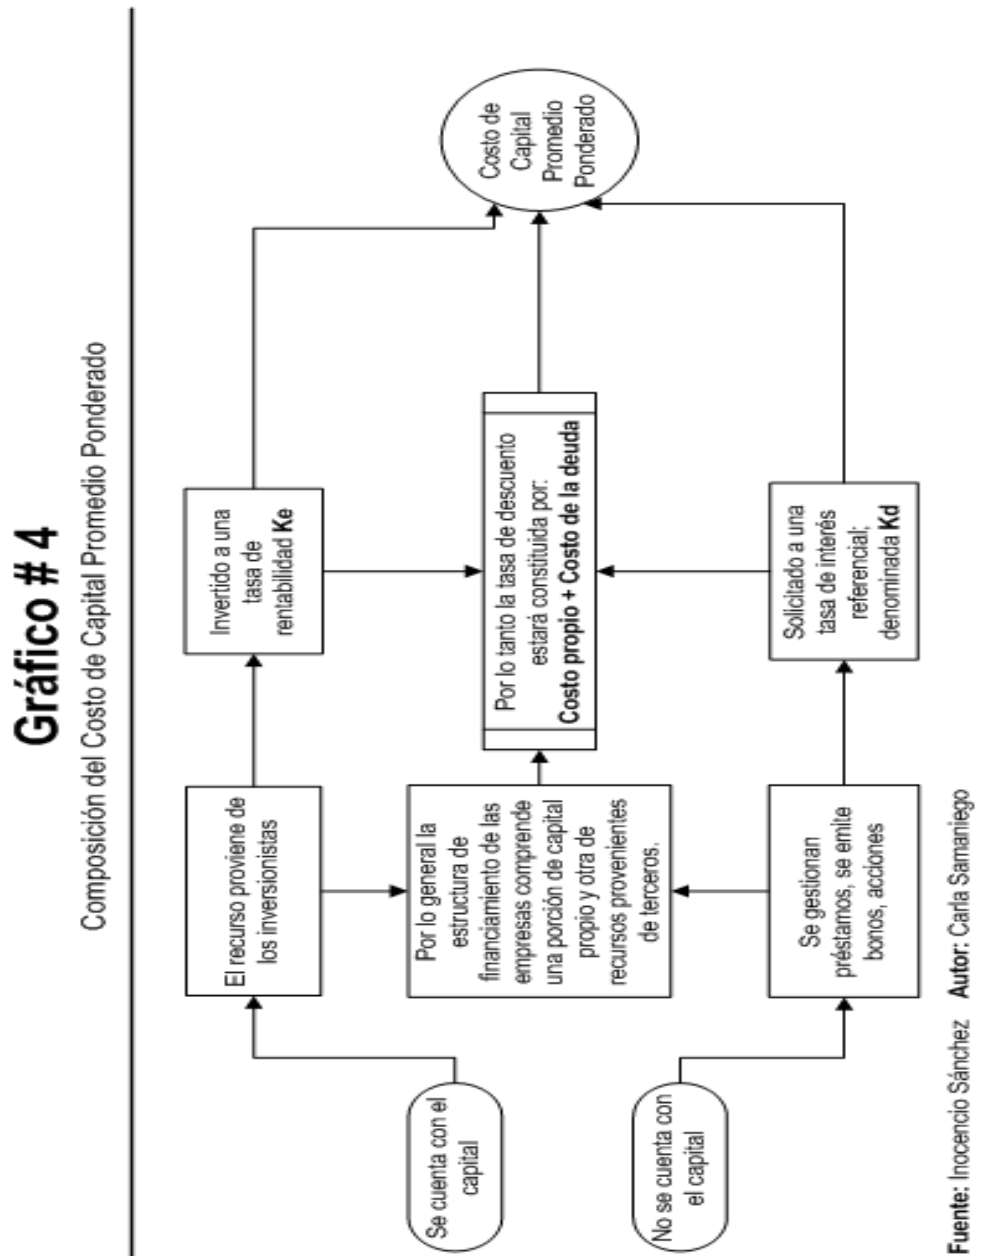 Gráfico # 4
Composición del Costo de Capital Promedio Ponderado
Se cuenta con el
capital
El recurso proviene de
los inversionistas
Invertido a una
tasa de
rentabilidad Ke
Por lo general la
estructura de
financiamiento de las
empresas comprende
una porción de capital
propio y otra de
recursos provenientes
de terceros.
Por lo tanto la tasa de descuento
estará constituida por:
Costo propio + Costo de la deuda
Costo de
Capital
Promedio
Ponderado
No se cuenta con
el capital
Se gestionan
préstamos, se emite
bonos, acciones
Solicitado a una
tasa de interés
referencial;
denominada Kd
Fuente: Inocencio Sánchez Autor: Carla Samaniego